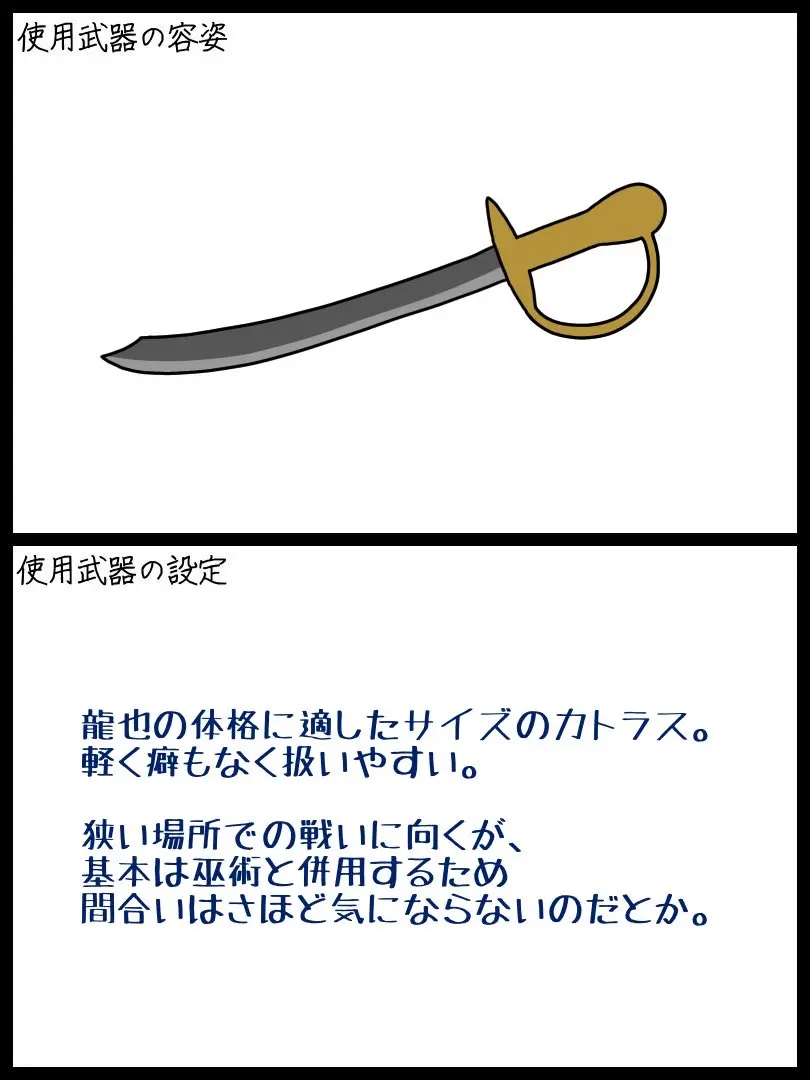 使用武器の容姿
使用武器の設定
龍也の体格に適したサイズのカトラス。
軽く癖もなく扱いやすい。
狭い場所での戦いに向くが、
基本は巫術と併用するため
間合いはさほど気にならないのだとか。